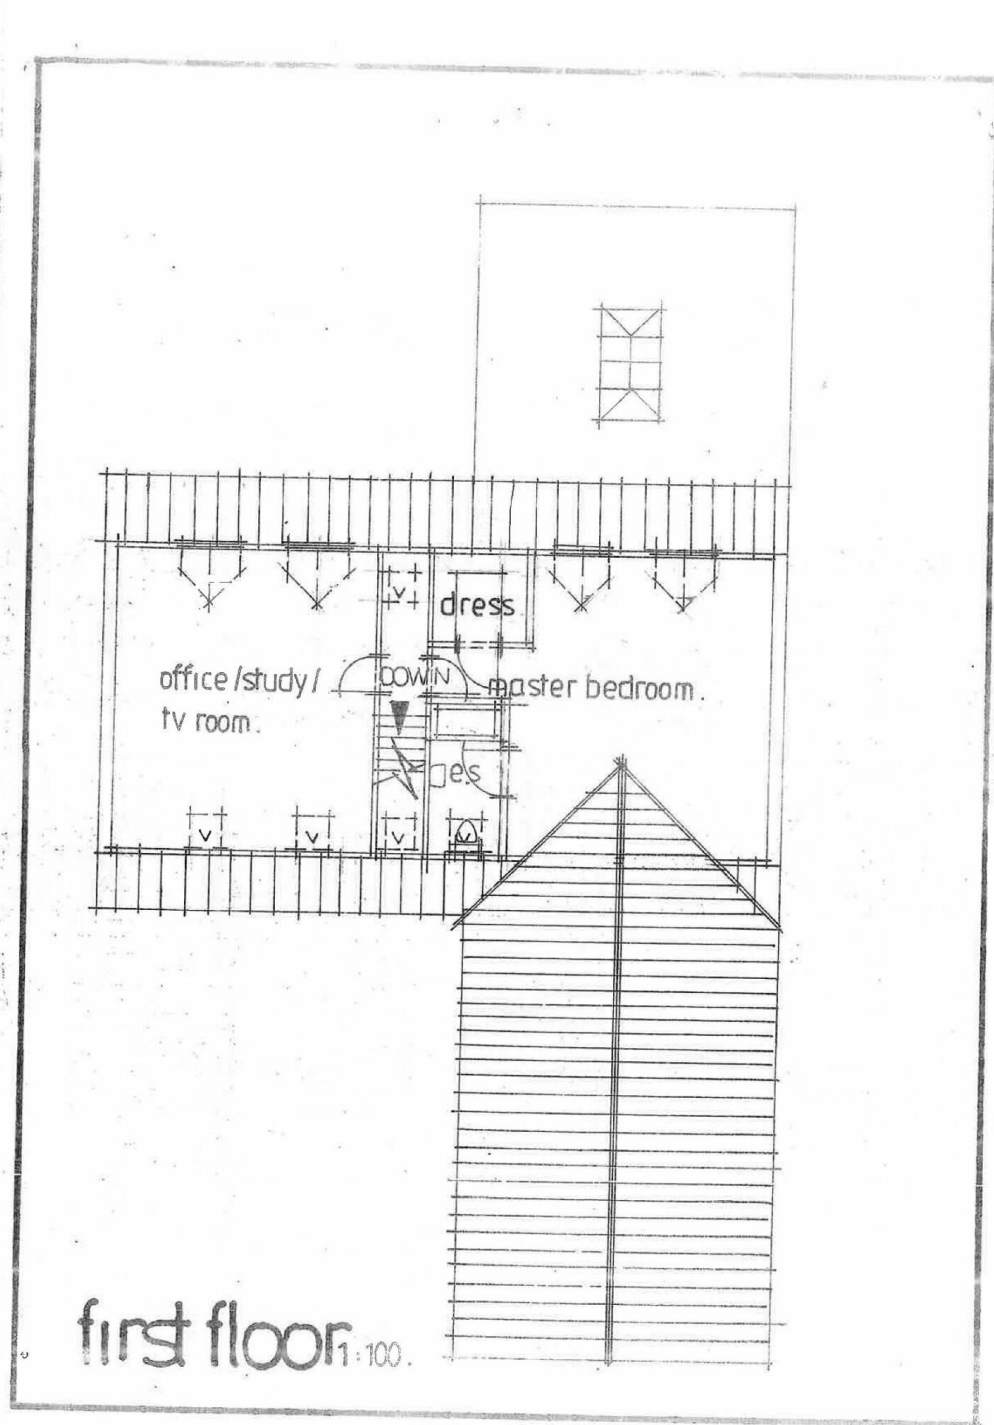 dress
office/study/
tv room.
DOWN
master bedroom.
e.s
first floor 1:100.